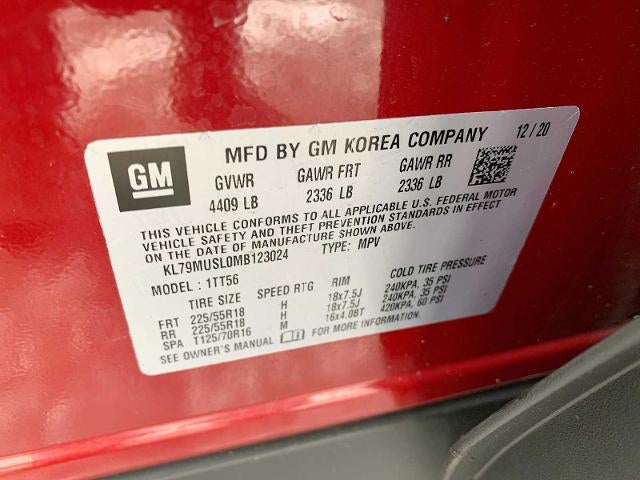 GM
MFD BY GM KOREA COMPANY 12/20
GVWR GAWR FRT GAWR RR
4409 LB 2336 LB 2336 LB
THIS VEHICLE CONFORMS TO ALL APPLICABLE U.S. FEDERAL MOTOR
VEHICLE SAFETY AND THEFT PREVENTION STANDARDS IN EFFECT
ON THE DATE OF MANUFACTURE SHOWN ABOVE.
KL79MUSL0MB123024 TYPE: MPV
MODEL: 1TT56
TIRE SIZE SPEED RTG RIM COLD TIRE PRESSURE
FRT 225/55R18 H 18x7.5J 240KPA, 35 PSI
RR 225/55R18 H 18x7.5J 240KPA, 35 PSI
SPA T125/70R16 M 16x4.0BT 420KPA, 60 PSI
SEE OWNER'S MANUAL FOR MORE INFORMATION.